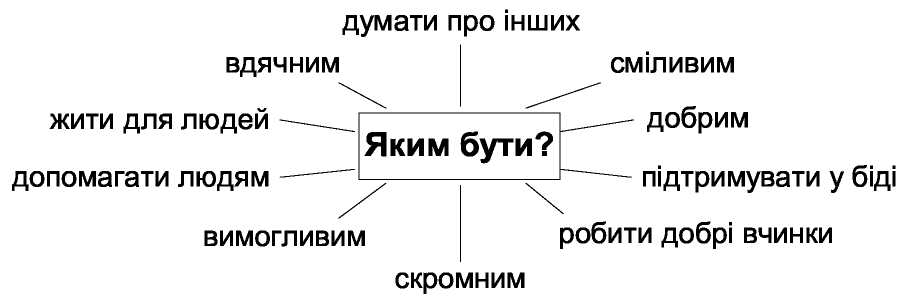 думати про інших
вдячним
сміливим
жити для людей
добрим
Яким бути?
допомагати людям
підтримувати у біді
вимогливим
робити добрі вчинки
скромним